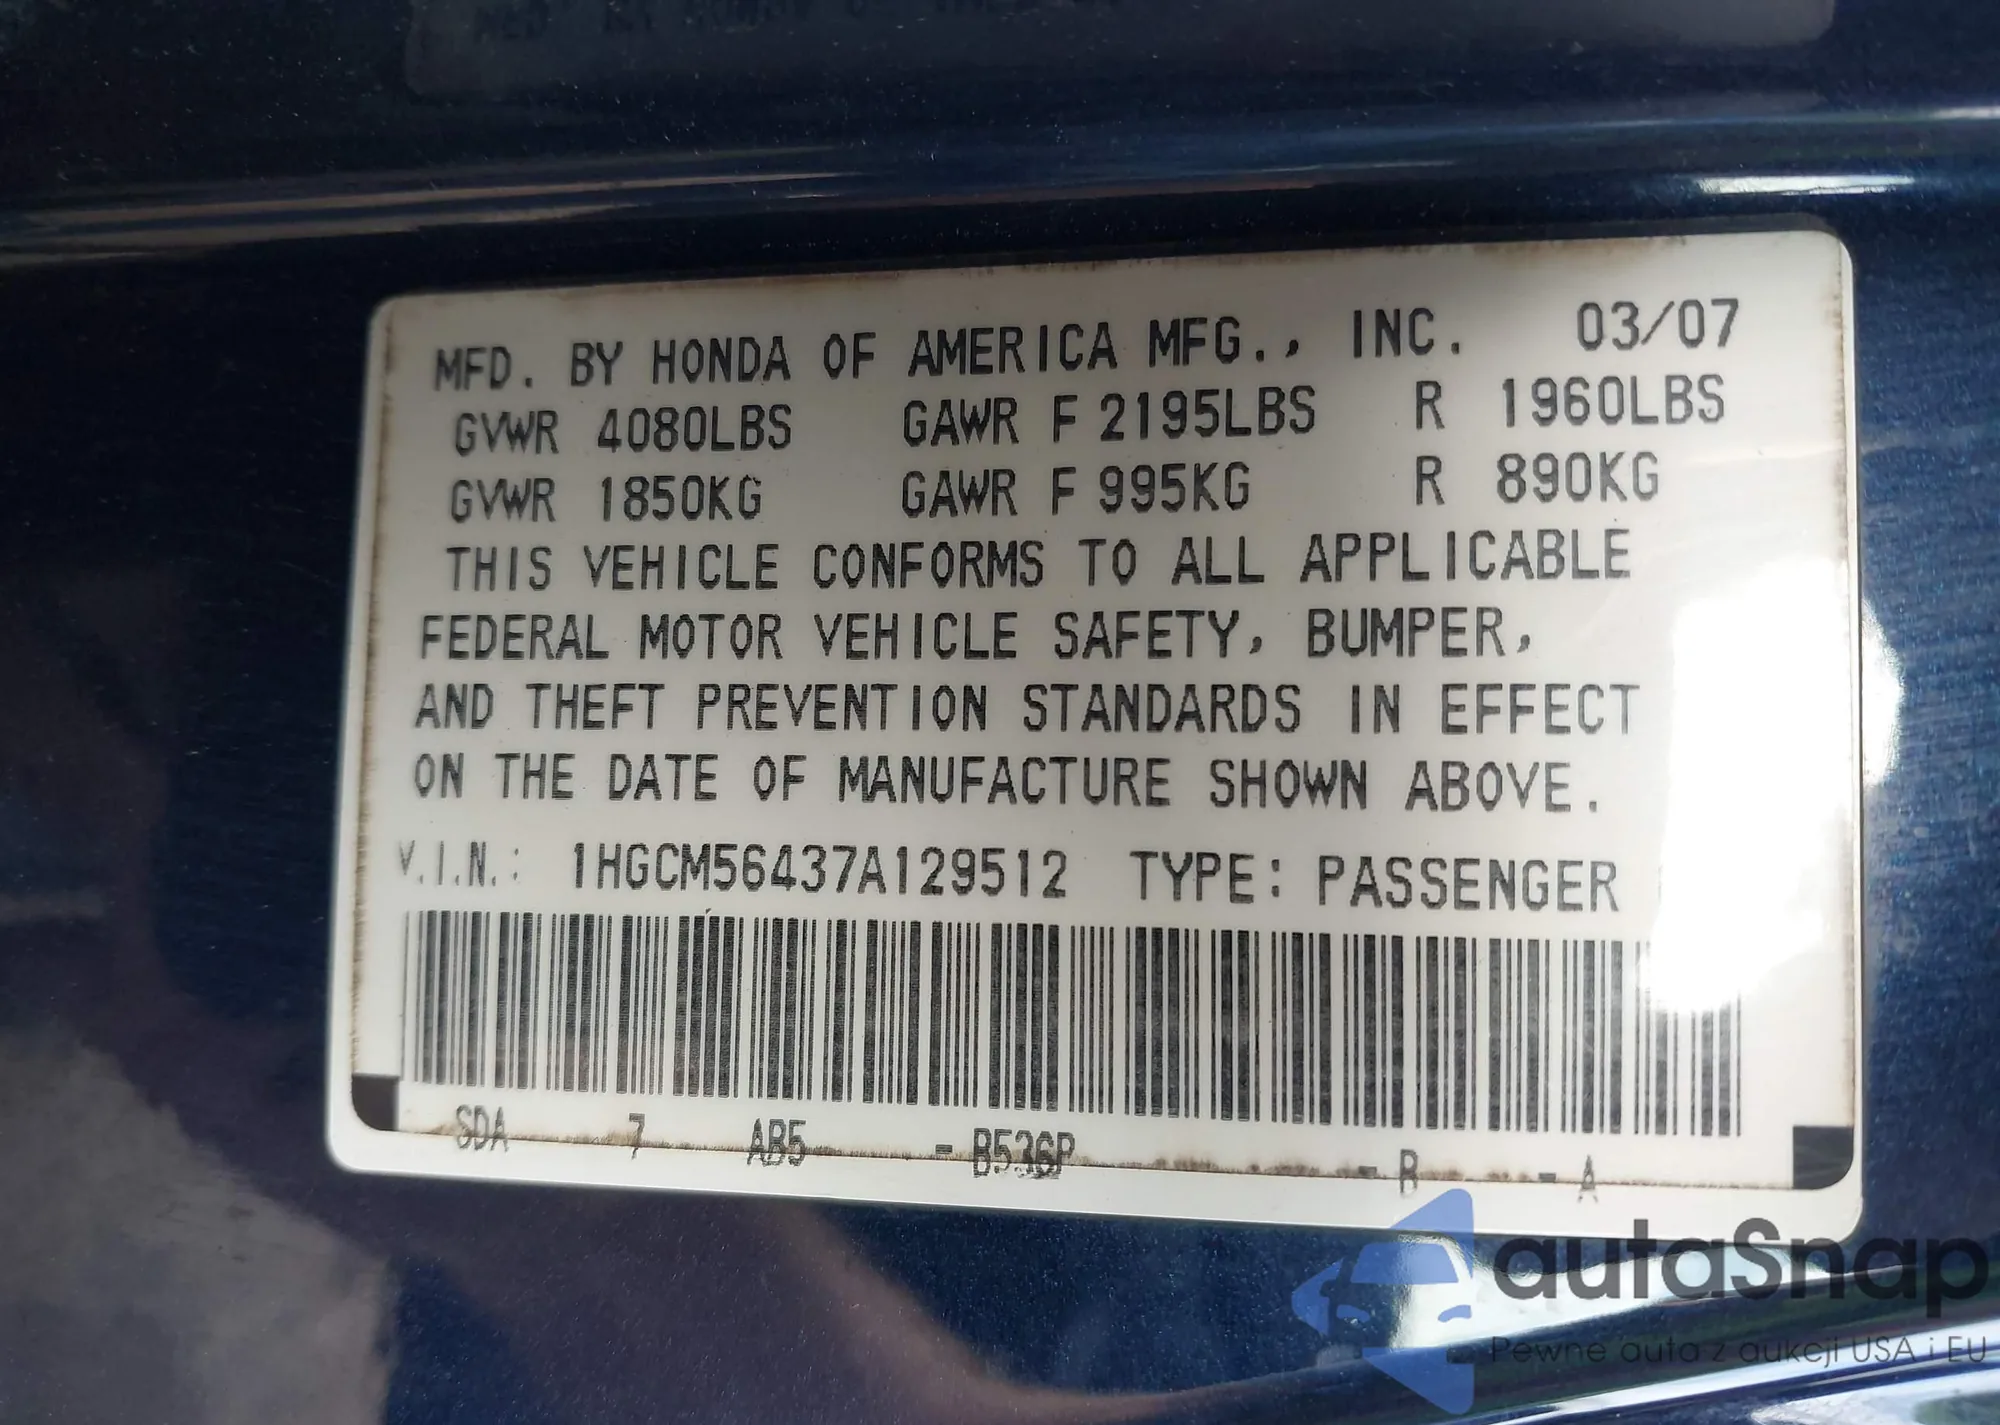 MFD. BY HONDA OF AMERICA MFG., INC. 03/07
GVWR 4080LBS GAWR F 2195LBS R 1960LBS
GVWR 1850KG GAWR F 995KG R 890KG
THIS VEHICLE CONFORMS TO ALL APPLICABLE
FEDERAL MOTOR VEHICLE SAFETY, BUMPER,
AND THEFT PREVENTION STANDARDS IN EFFECT
ON THE DATE OF MANUFACTURE SHOWN ABOVE.
V.I.N.: 1HGCM56437A129512 TYPE: PASSENGER
SDA 7 AB5 - B536P - B - A
autaSnap
Pewne auta z aukcji USA i EU